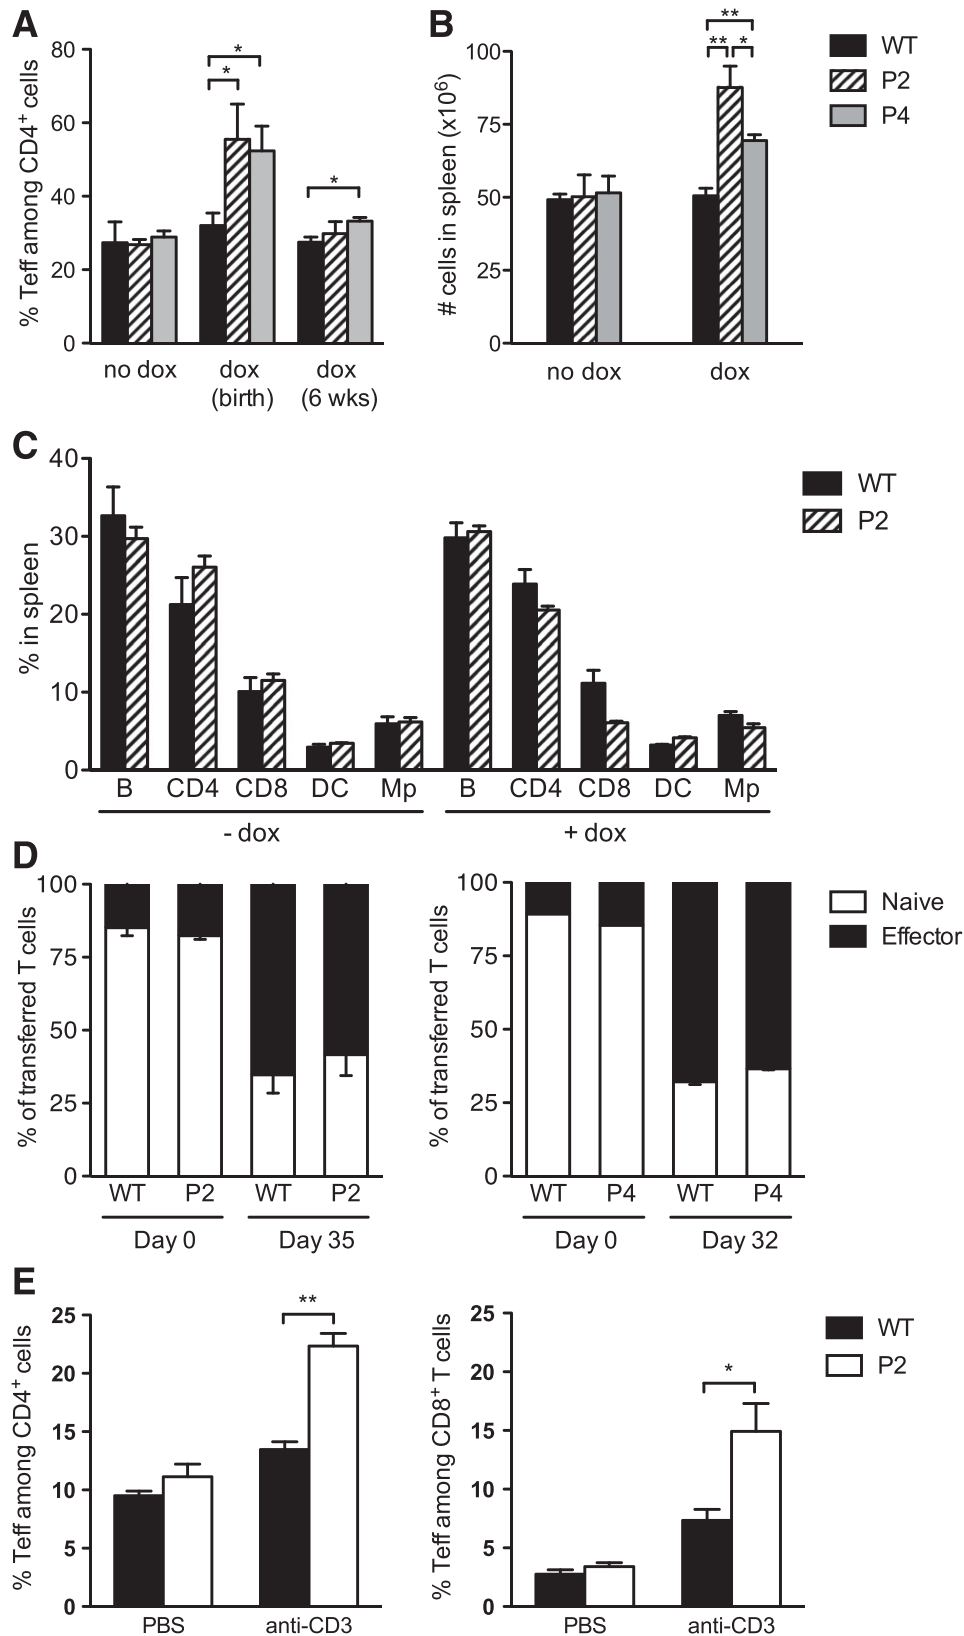 A
% Teff among CD4+ cells
80
60
40
20
0
*
*
*
no dox
dox
(birth)
dox
(6 wks)
B
# cells in spleen (x10^6)
100
75
50
25
0
**
** *
no dox
dox
WT
P2
P4
C
% in spleen
40
30
20
10
0
B CD4 CD8 DC Mp B CD4 CD8 DC Mp
- dox
+ dox
WT
P2
D
% of transferred T cells
100
75
50
25
0
WT P2 WT P2
Day 0 Day 35
% of transferred T cells
100
75
50
25
0
WT P4 WT P4
Day 0 Day 32
Naive
Effector
E
% Teff among CD4+ cells
25
20
15
10
5
0
**
PBS anti-CD3
% Teff among CD8+ T cells
25
20
15
10
5
0
*
PBS anti-CD3
WT
P2